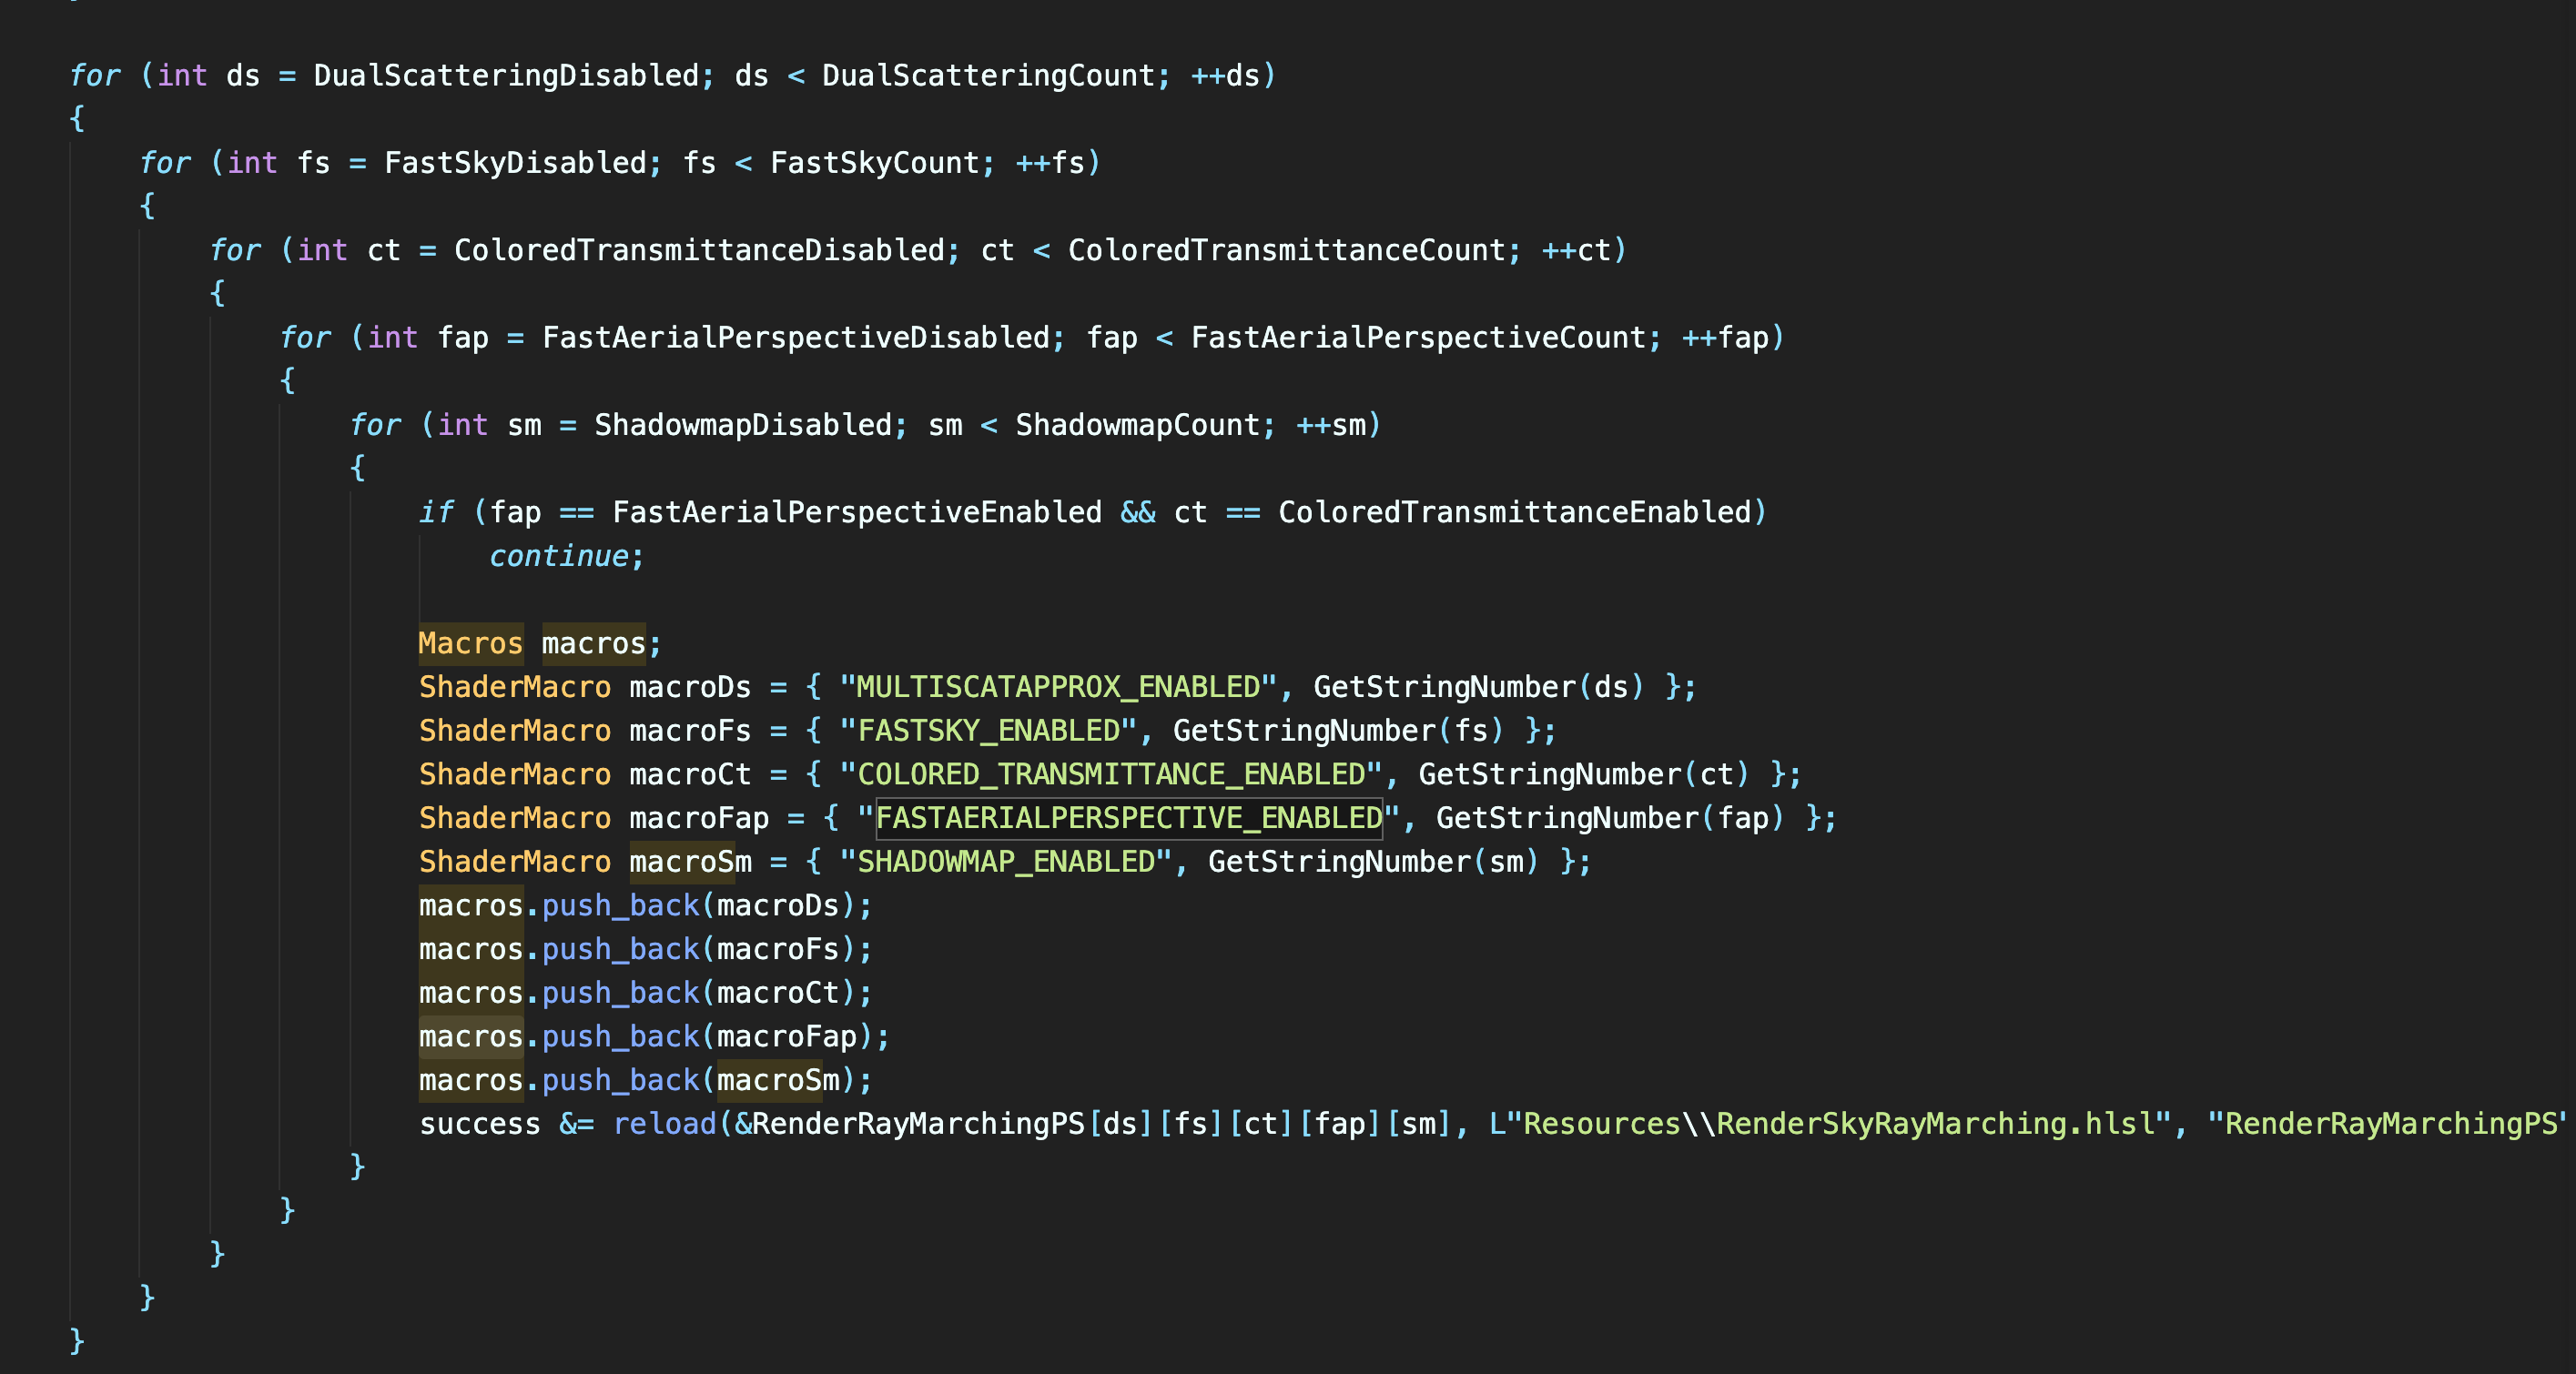 for (int ds = DualScatteringDisabled; ds < DualScatteringCount; ++ds)
{
for (int fs = FastSkyDisabled; fs < FastSkyCount; ++fs)
{
for (int ct = ColoredTransmittanceDisabled; ct < ColoredTransmittanceCount; ++ct)
{
for (int fap = FastAerialPerspectiveDisabled; fap < FastAerialPerspectiveCount; ++fap)
{
for (int sm = ShadowmapDisabled; sm < ShadowmapCount; ++sm)
{
if (fap == FastAerialPerspectiveEnabled && ct == ColoredTransmittanceEnabled)
continue;
Macros macros;
ShaderMacro macroDs = { "MULTISCATAPPROX_ENABLED", GetStringNumber(ds) };
ShaderMacro macroFs = { "FASTSKY_ENABLED", GetStringNumber(fs) };
ShaderMacro macroCt = { "COLORED_TRANSMITTANCE_ENABLED", GetStringNumber(ct) };
ShaderMacro macroFap = { "FASTAERIALPERSPECTIVE_ENABLED", GetStringNumber(fap) };
ShaderMacro macroSm = { "SHADOWMAP_ENABLED", GetStringNumber(sm) };
macros.push_back(macroDs);
macros.push_back(macroFs);
macros.push_back(macroCt);
macros.push_back(macroFap);
macros.push_back(macroSm);
success &= reload(&RenderRayMarchingPS[ds][fs][ct][fap][sm], L"Resources\\RenderSkyRayMarching.hlsl", "RenderRayMarchingPS"
}
}
}
}
}